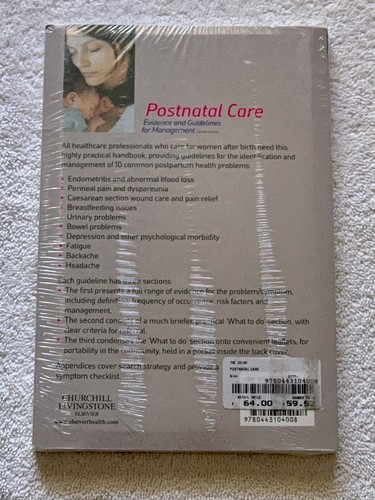 Postnatal Care
Evidence and Guidelines
for Management
All healthcare professionals who care for women after birth need this
highly practical handbook, providing guidelines for the identification and
management of 10 common postpartum health problems:
• Endometritis and abnormal blood loss
• Perineal pain and dyspareunia
• Caesarean section wound care and pain relief
• Breastfeeding issues
• Urinary problems
• Bowel problems
• Depression and other psychological morbidity
• Fatigue
• Backache
• Headache
Each guideline has three sections:
• The first presents a full range of evidence for the problem/symptom,
including definition, frequency of occurrence, risk factors and
management.
• The second consists of a much briefer, practical 'What to do' section, with
clear criteria for referral.
• The third condenses the 'What to do' section onto convenient leaflets, for
portability in the community, held in a pocket inside the back cover.
Appendices cover search strategy and provide a
symptom checklist.
THE CO-OP
POSTNATAL CARE
9780443104008
64.00 59.52
9780443104008
CHURCHILL
LIVINGSTONE
ELSEVIER
www.elsevierhealth.com